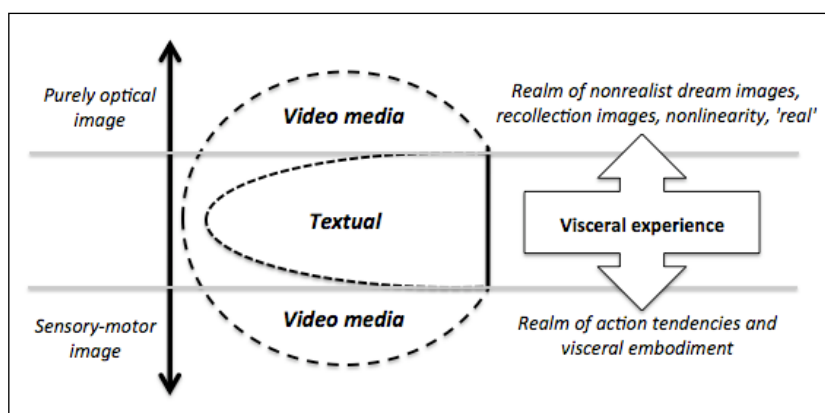 Purely optical
image
Video media
Realm of nonrealist dream images,
recollection images, nonlinearity, 'real'
Textual
Visceral experience
Sensory-motor
image
Video media
Realm of action tendencies and
visceral embodiment